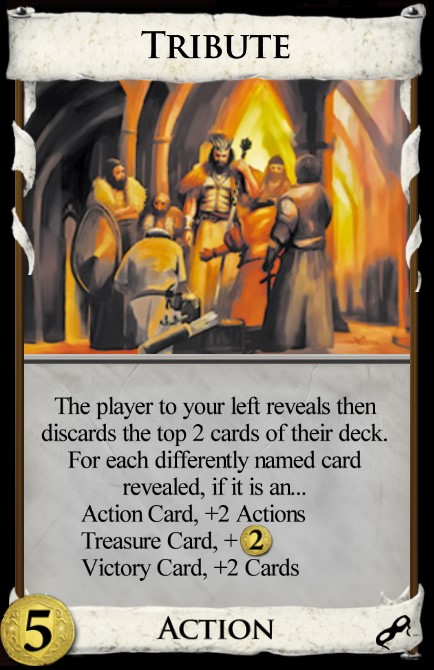 TRIBUTE
The player to your left reveals then
discards the top 2 cards of their deck.
For each differently named card
revealed, if it is an...
Action Card, +2 Actions
Treasure Card, +2
Victory Card, +2 Cards
5
ACTION